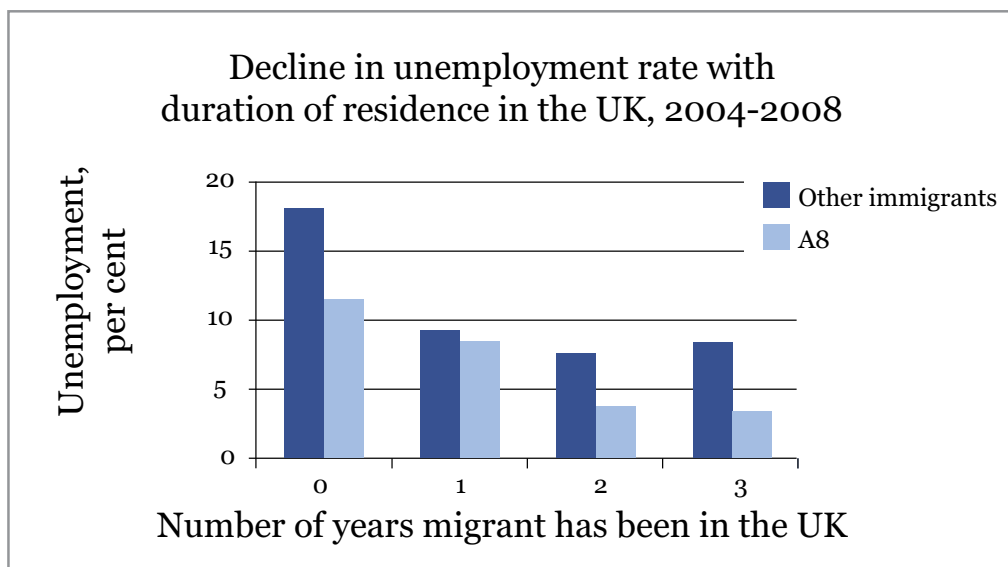 Decline in unemployment rate with
duration of residence in the UK, 2004-2008
Unemployment,
per cent
20
15
10
5
0
Other immigrants
A8
0
1
2
3
Number of years migrant has been in the UK